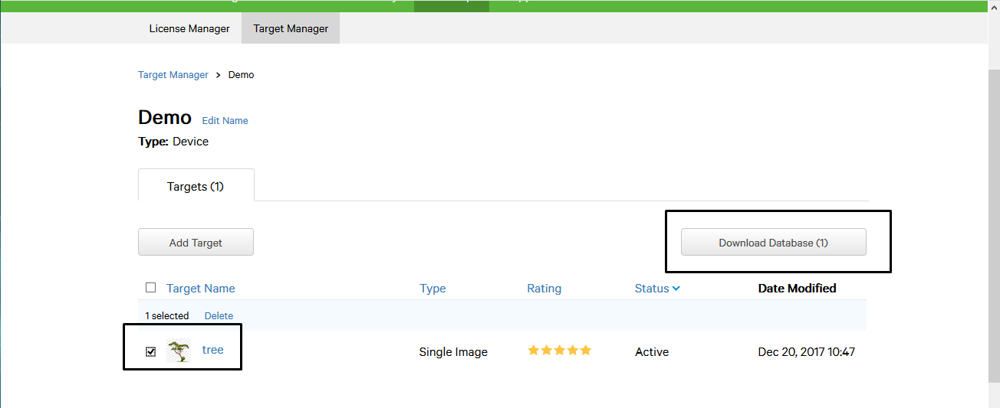 License Manager Target Manager
Target Manager > Demo
Demo Edit Name
Type: Device
Targets (1)
Add Target Download Database (1)
Target Name Type Rating Status Date Modified
1 selected Delete
tree Single Image Active Dec 20, 2017 10:47